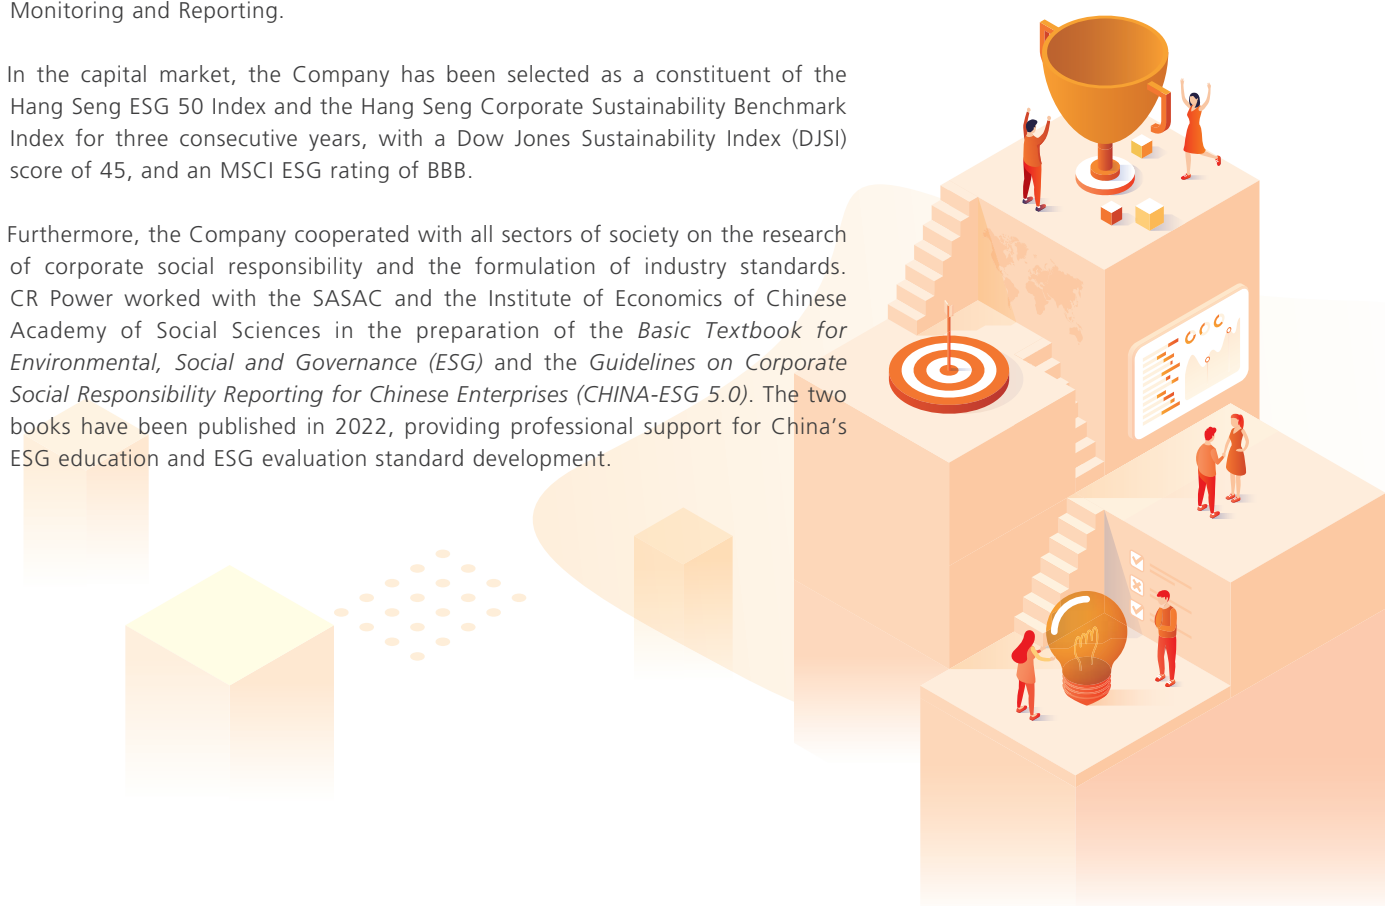 Monitoring and Reporting.
In the capital market, the Company has been selected as a constituent of the
Hang Seng ESG 50 Index and the Hang Seng Corporate Sustainability Benchmark
Index for three consecutive years, with a Dow Jones Sustainability Index (DJSI)
score of 45, and an MSCI ESG rating of BBB.
Furthermore, the Company cooperated with all sectors of society on the research
of corporate social responsibility and the formulation of industry standards.
CR Power worked with the SASAC and the Institute of Economics of Chinese
Academy of Social Sciences in the preparation of the Basic Textbook for
Environmental, Social and Governance (ESG) and the Guidelines on Corporate
Social Responsibility Reporting for Chinese Enterprises (CHINA-ESG 5.0). The two
books have been published in 2022, providing professional support for China’s
ESG education and ESG evaluation standard development.